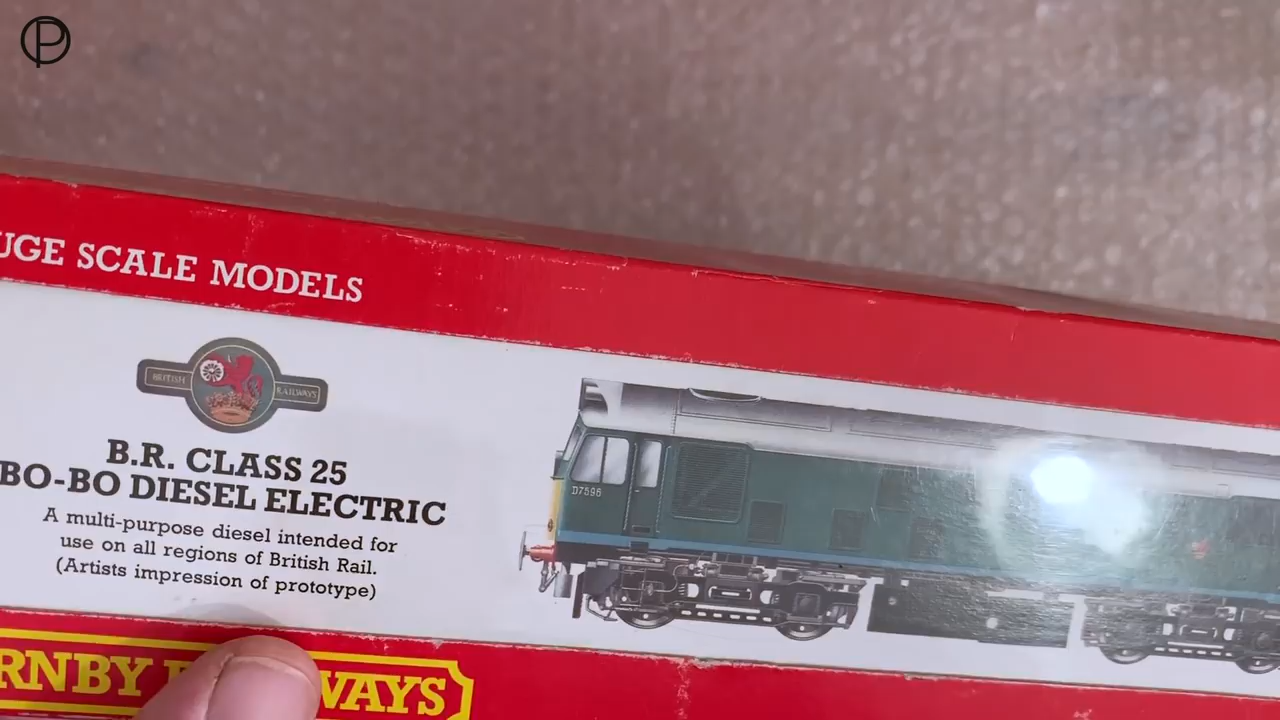 UGE SCALE MODELS
BRITISH RAILWAYS
B.R. CLASS 25
BO-BO DIESEL ELECTRIC
A multi-purpose diesel intended for
use on all regions of British Rail.
(Artists impression of prototype)
D7596
RNBY WAYS